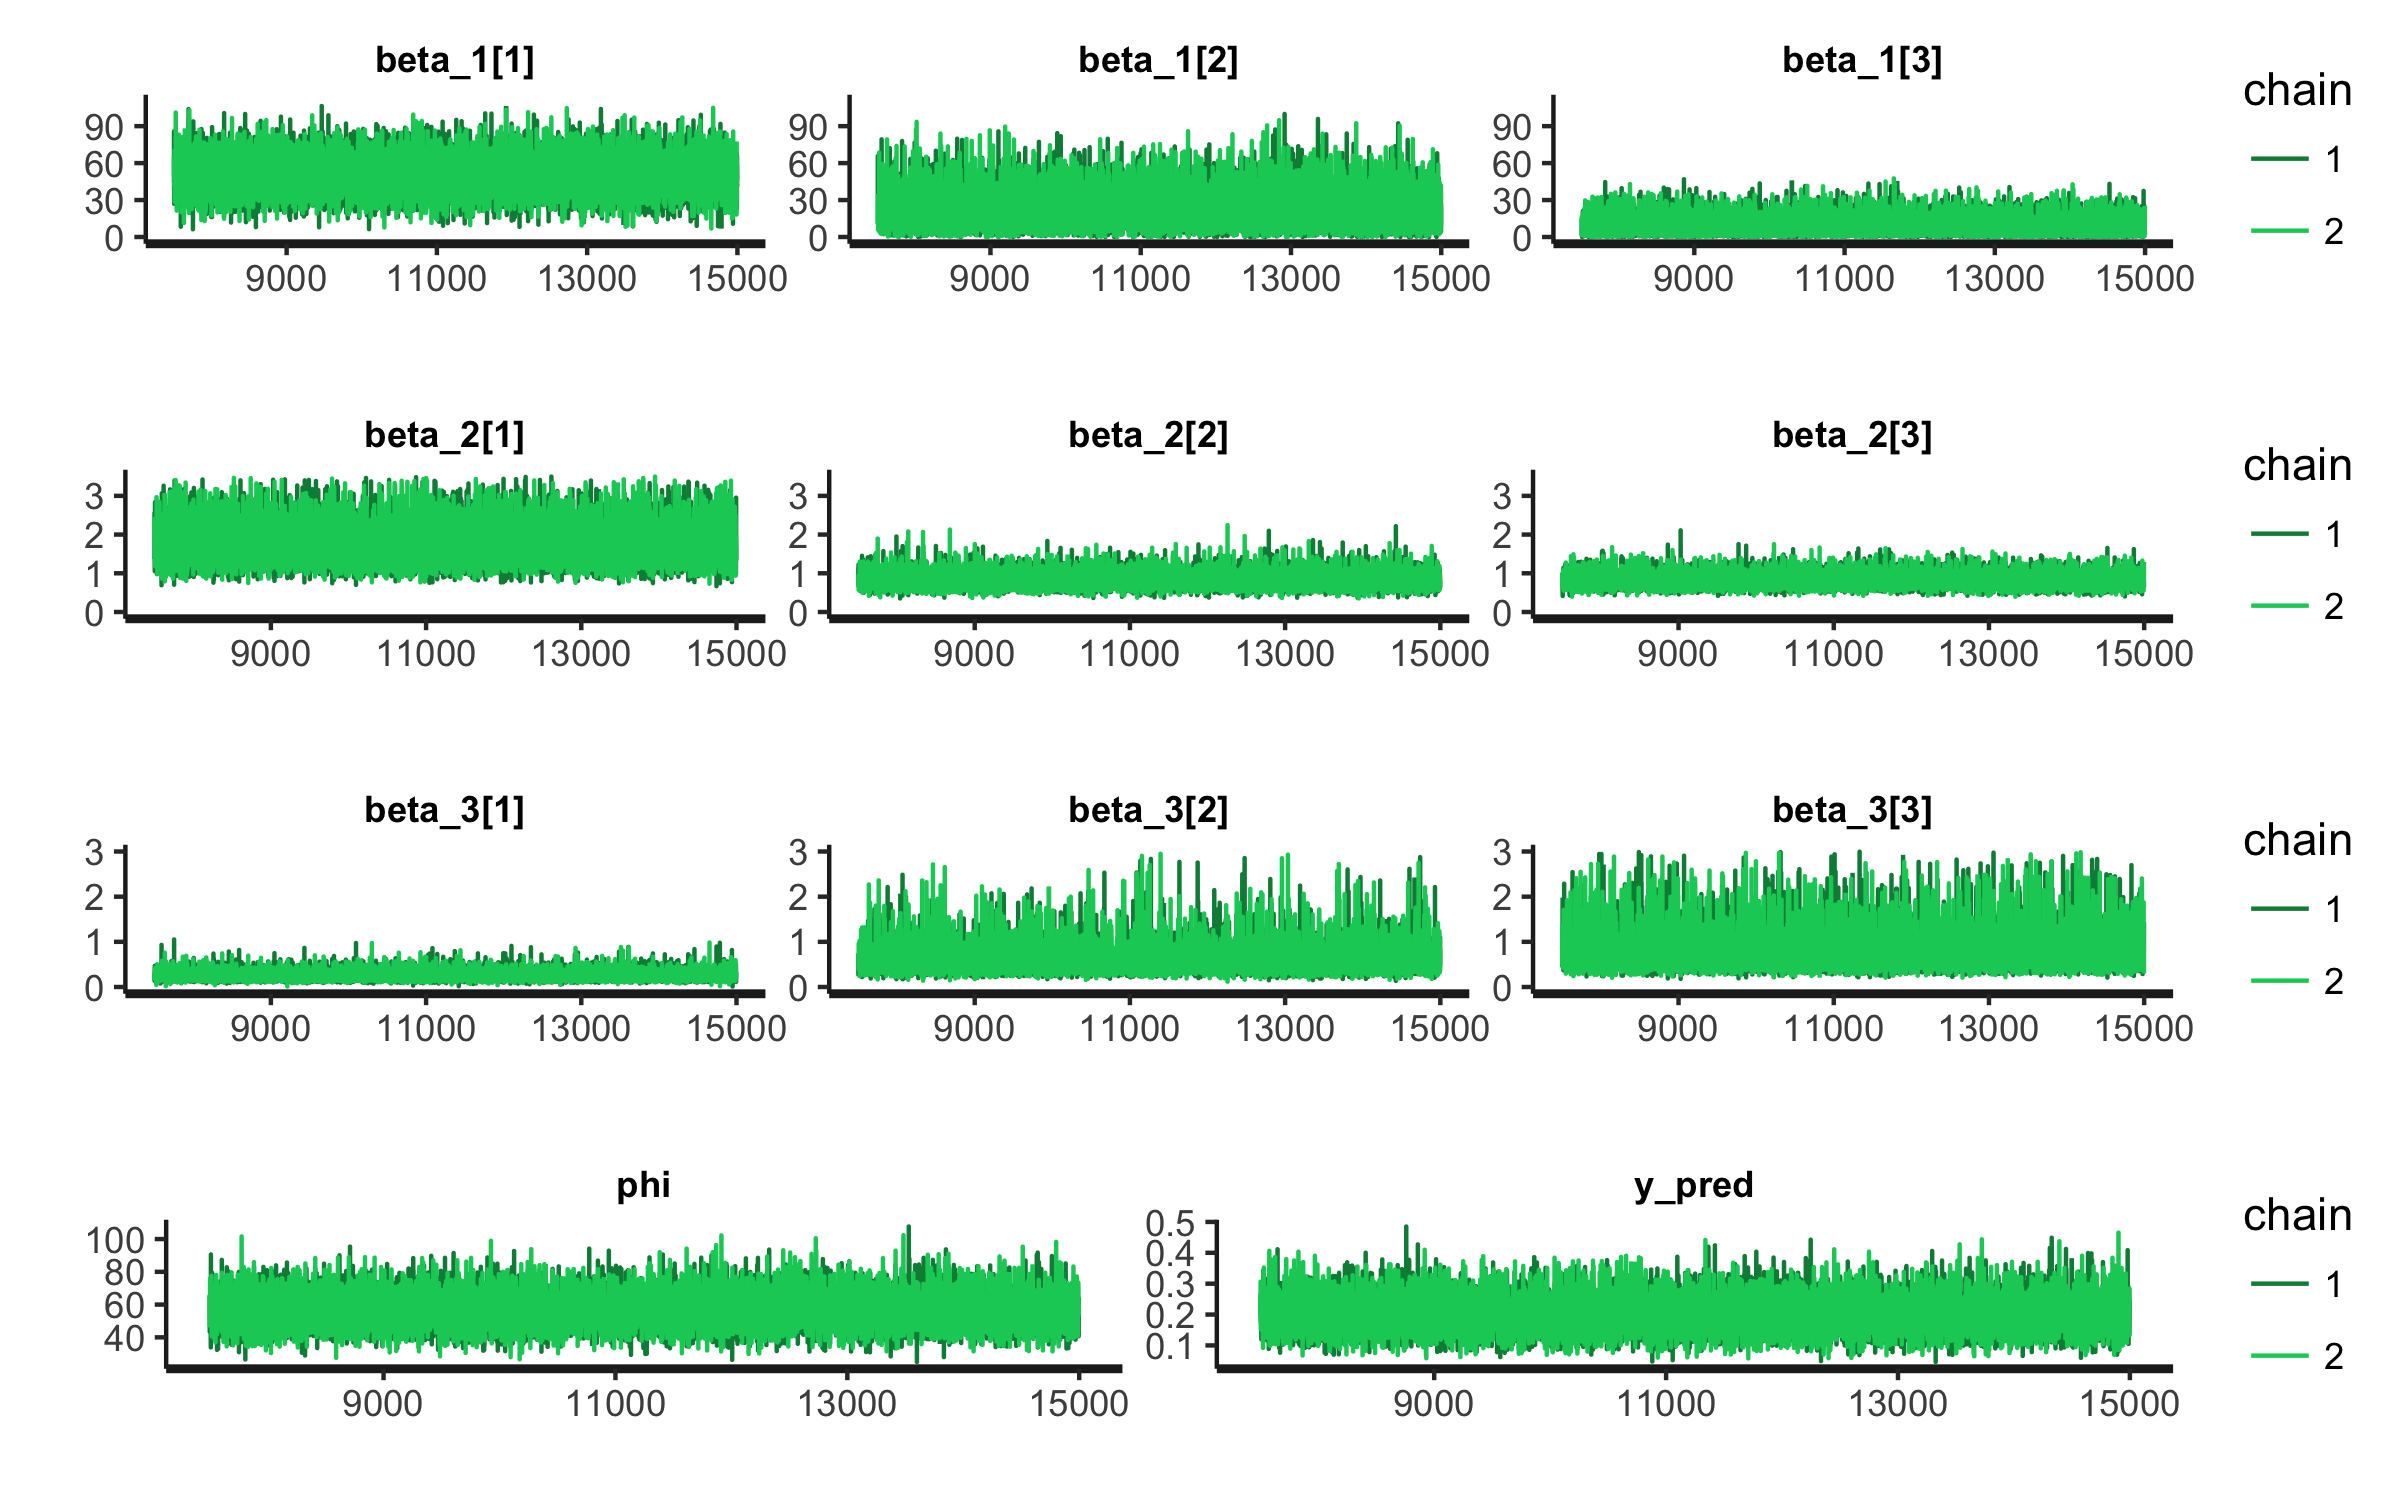 beta_1[1] beta_1[2] beta_1[3]
chain
90 90 90
1
60 60 60
30 30 30
2
0 0 0
9000 11000 13000 15000 9000 11000 13000 15000 9000 11000 13000 15000
beta_2[1] beta_2[2] beta_2[3]
chain
3 3 3
1
2 2 2
1 1 1
2
0 0 0
9000 11000 13000 15000 9000 11000 13000 15000 9000 11000 13000 15000
beta_3[1] beta_3[2] beta_3[3]
chain
3 3 3
2 2 2
1
1 1 1
2
0 0 0
9000 11000 13000 15000 9000 11000 13000 15000 9000 11000 13000 15000
phi y_pred
chain
0.5
100 0.4
80 0.3
1
60 0.2
40 0.1
2
9000 11000 13000 15000 9000 11000 13000 15000